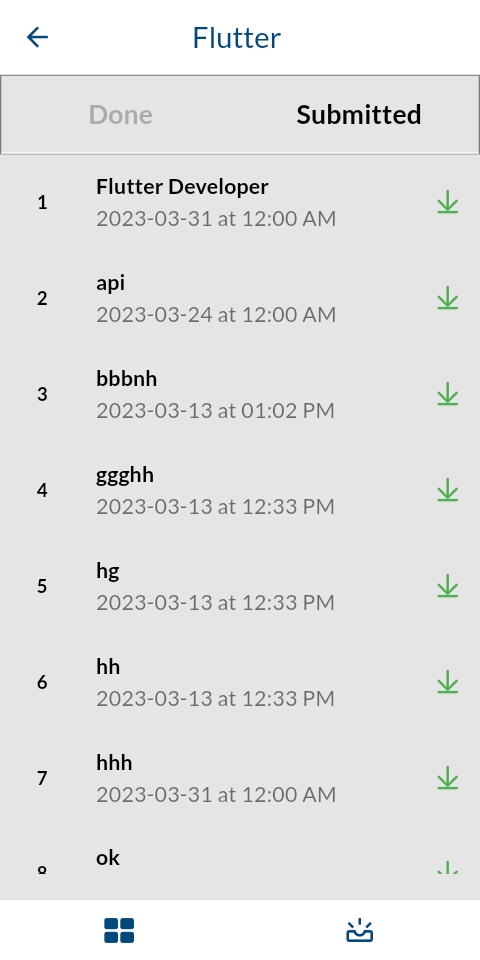 Flutter
Done Submitted
1 Flutter Developer
2023-03-31 at 12:00 AM
2 api
2023-03-24 at 12:00 AM
3 bbbnh
2023-03-13 at 01:02 PM
4 ggghh
2023-03-13 at 12:33 PM
5 hg
2023-03-13 at 12:33 PM
6 hh
2023-03-13 at 12:33 PM
7 hhh
2023-03-31 at 12:00 AM
8 ok